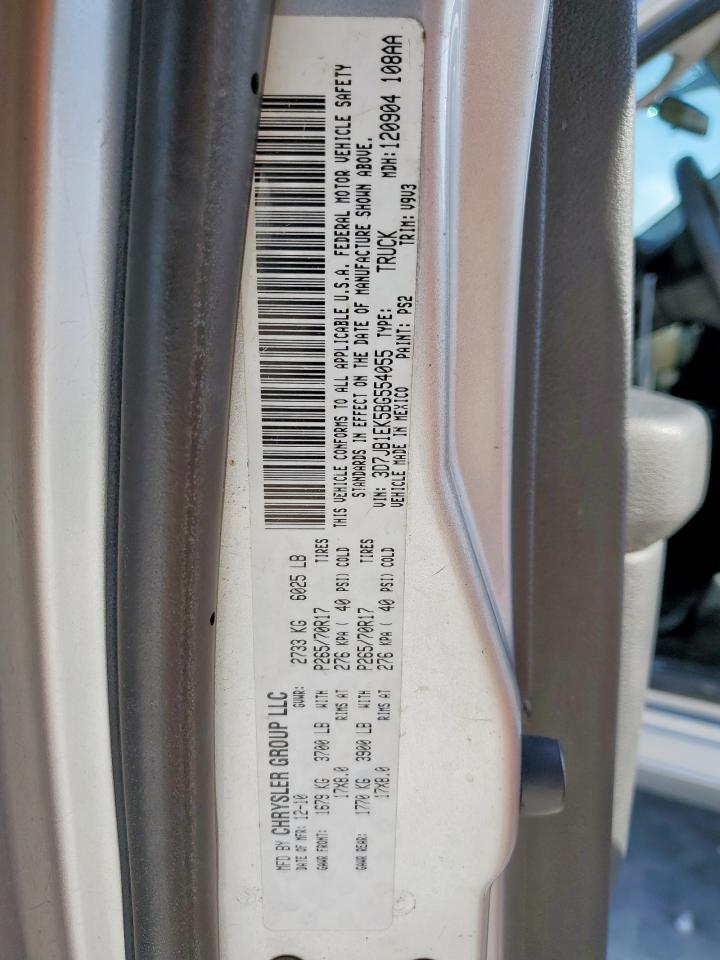 MFD BY CHRYSLER GROUP LLC
DATE OF MFR: 12-10 GVWR: 2733 KG 6025 LB
GAWR FRONT: 1679 KG 3700 LB WITH P265/70R17 TIRES
17X8.0 RIMS AT 276 KPA ( 40 PSI) COLD
GAWR REAR: 1770 KG 3900 LB WITH P265/70R17 TIRES
17X8.0 RIMS AT 276 KPA ( 40 PSI) COLD
THIS VEHICLE CONFORMS TO ALL APPLICABLE U.S.A. FEDERAL MOTOR VEHICLE SAFETY
STANDARDS IN EFFECT ON THE DATE OF MANUFACTURE SHOWN ABOVE.
VIN: 3D7JB1EK5BG554055 TYPE: TRUCK MDH: 120904 108AA
VEHICLE MADE IN MEXICO PAINT: PS2 TRIM: V9V3